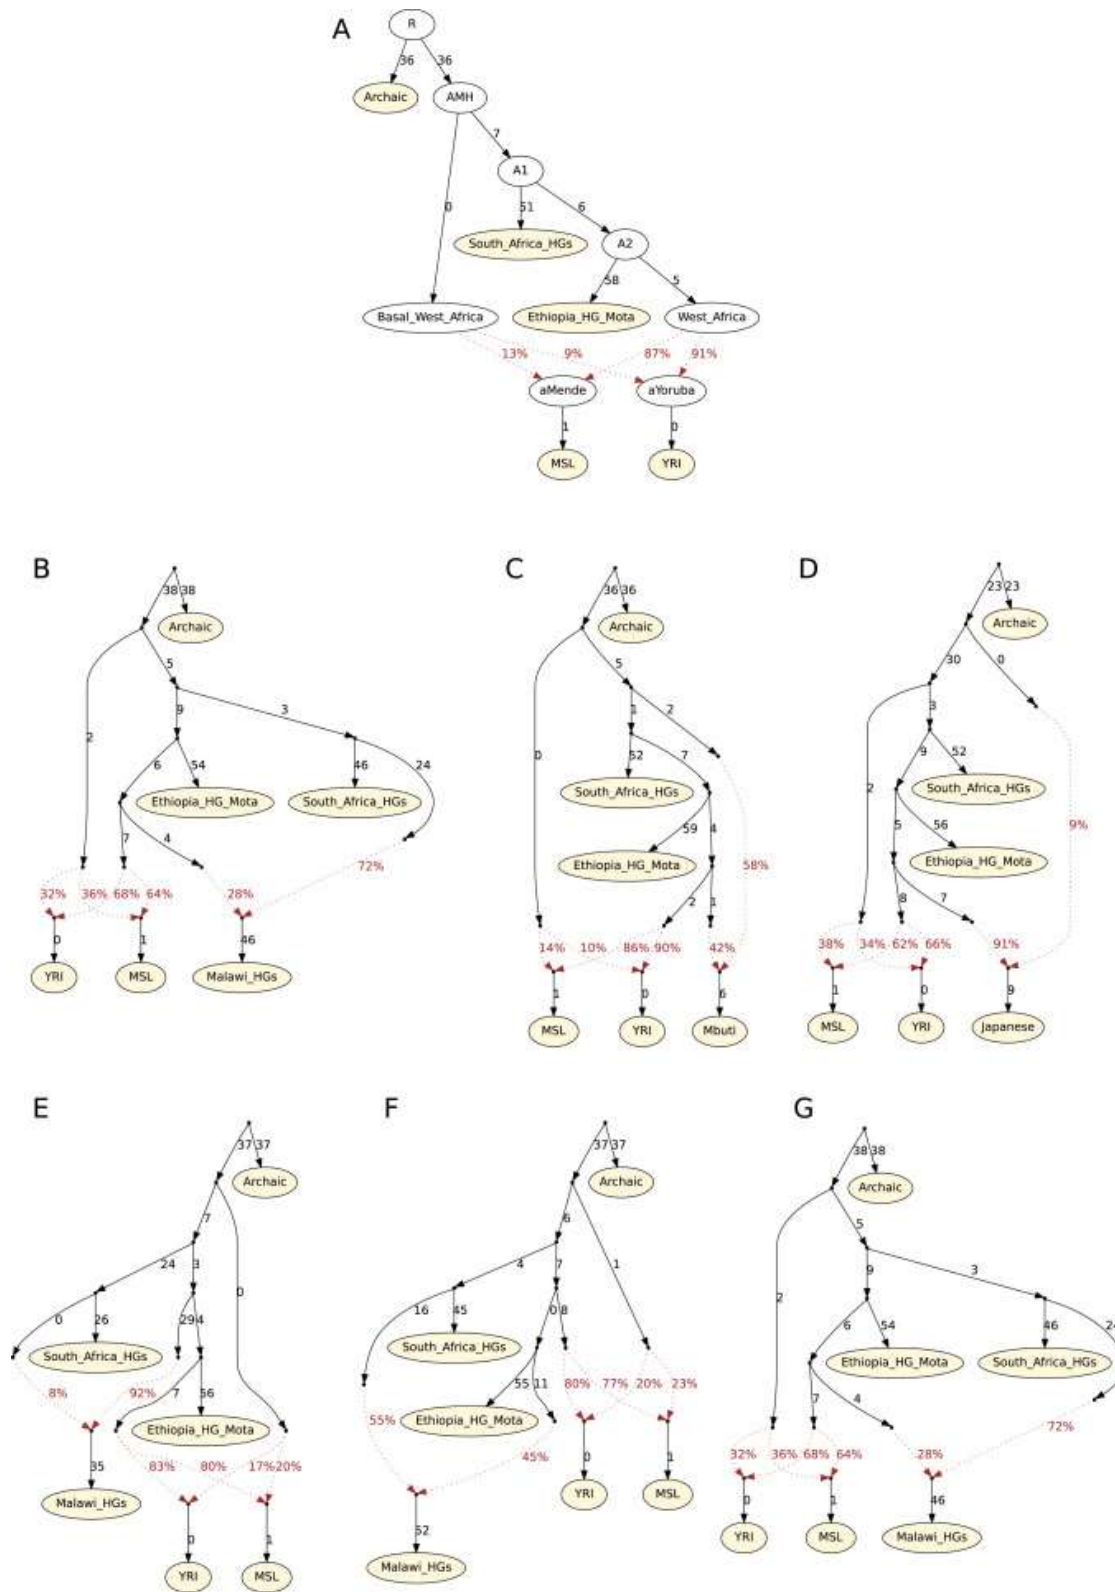 A
R
36 36
Archaic AMH
7
A1
0 51 6
South_Africa_HGs A2
58 5
Basal_West_Africa Ethiopia_HG_Mota West_Africa
13% 9% 87% 91%
aMende aYoruba
1 0
MSL YRI
B
38 38
Archaic
5
3
2 9
6 54 46 24
Ethiopia_HG_Mota South_Africa_HGs
7 4
72%
32% 36% 68% 64% 28%
0 1 46
YRI MSL Malawi_HGs
C
36 36
Archaic
5
1 2
0 52 7
South_Africa_HGs
59 4
Ethiopia_HG_Mota 58%
2 1
14% 10% 86% 90% 42%
1 0 6
MSL YRI Mbuti
D
23 23
Archaic
30 0
3
2 9 52
South_Africa_HGs
5 56 9%
Ethiopia_HG_Mota
8 7
38% 34% 62% 66% 91%
1 0 9
MSL YRI Japanese
E
37 37
Archaic
7
24 3
0
0 26 29 4
South_Africa_HGs
8% 92% 7 56
Ethiopia_HG_Mota
35 83% 80% 17% 20%
Malawi_HGs
0 1
YRI MSL
F
37 37
Archaic
6
4 7 1
16 45 0 8
South_Africa_HGs
55 11 80% 77% 20% 23%
55% Ethiopia_HG_Mota
45% 0 1
YRI MSL
52
Malawi_HGs
G
38 38
Archaic
5
3
2 9
6 54 46 24
Ethiopia_HG_Mota South_Africa_HGs
7 4
72%
32% 36% 68% 64% 28%
0 1 46
YRI MSL Malawi_HGs